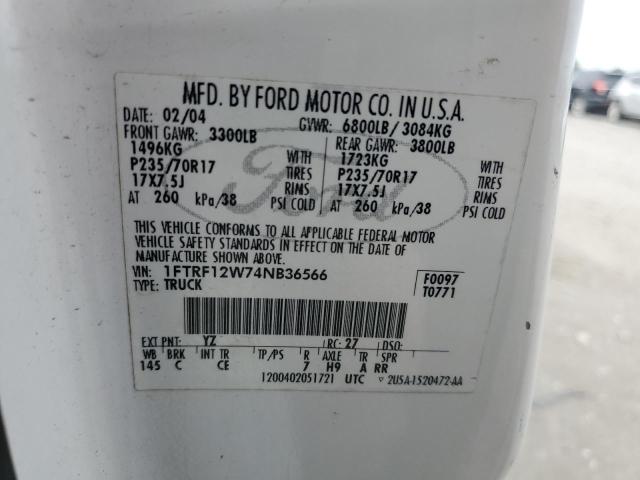 MFD. BY FORD MOTOR CO. IN U.S.A.
DATE: 02/04 GVWR: 6800LB/ 3084KG
FRONT GAWR: 3300LB REAR GAWR: 3800LB
1496KG WITH 1723KG WITH
P235/70R17 TIRES P235/70R17 TIRES
17X7.5J RIMS 17X7.5J RIMS
AT 260 kPa/38 PSI COLD AT 260 kPa/38 PSI COLD
Ford
THIS VEHICLE CONFORMS TO ALL APPLICABLE FEDERAL MOTOR
VEHICLE SAFETY STANDARDS IN EFFECT ON THE DATE OF
MANUFACTURE SHOWN ABOVE.
VIN: 1FTRF12W74NB36566 F0097
TYPE: TRUCK T0771
EXT PNT: YZ RC: 27 DSO:
WB BRK INT TR TP/PS R AXLE TR SPR
145 C CE 7 H9 A RR
1200402051721 UTC 2USA-1520472-AA